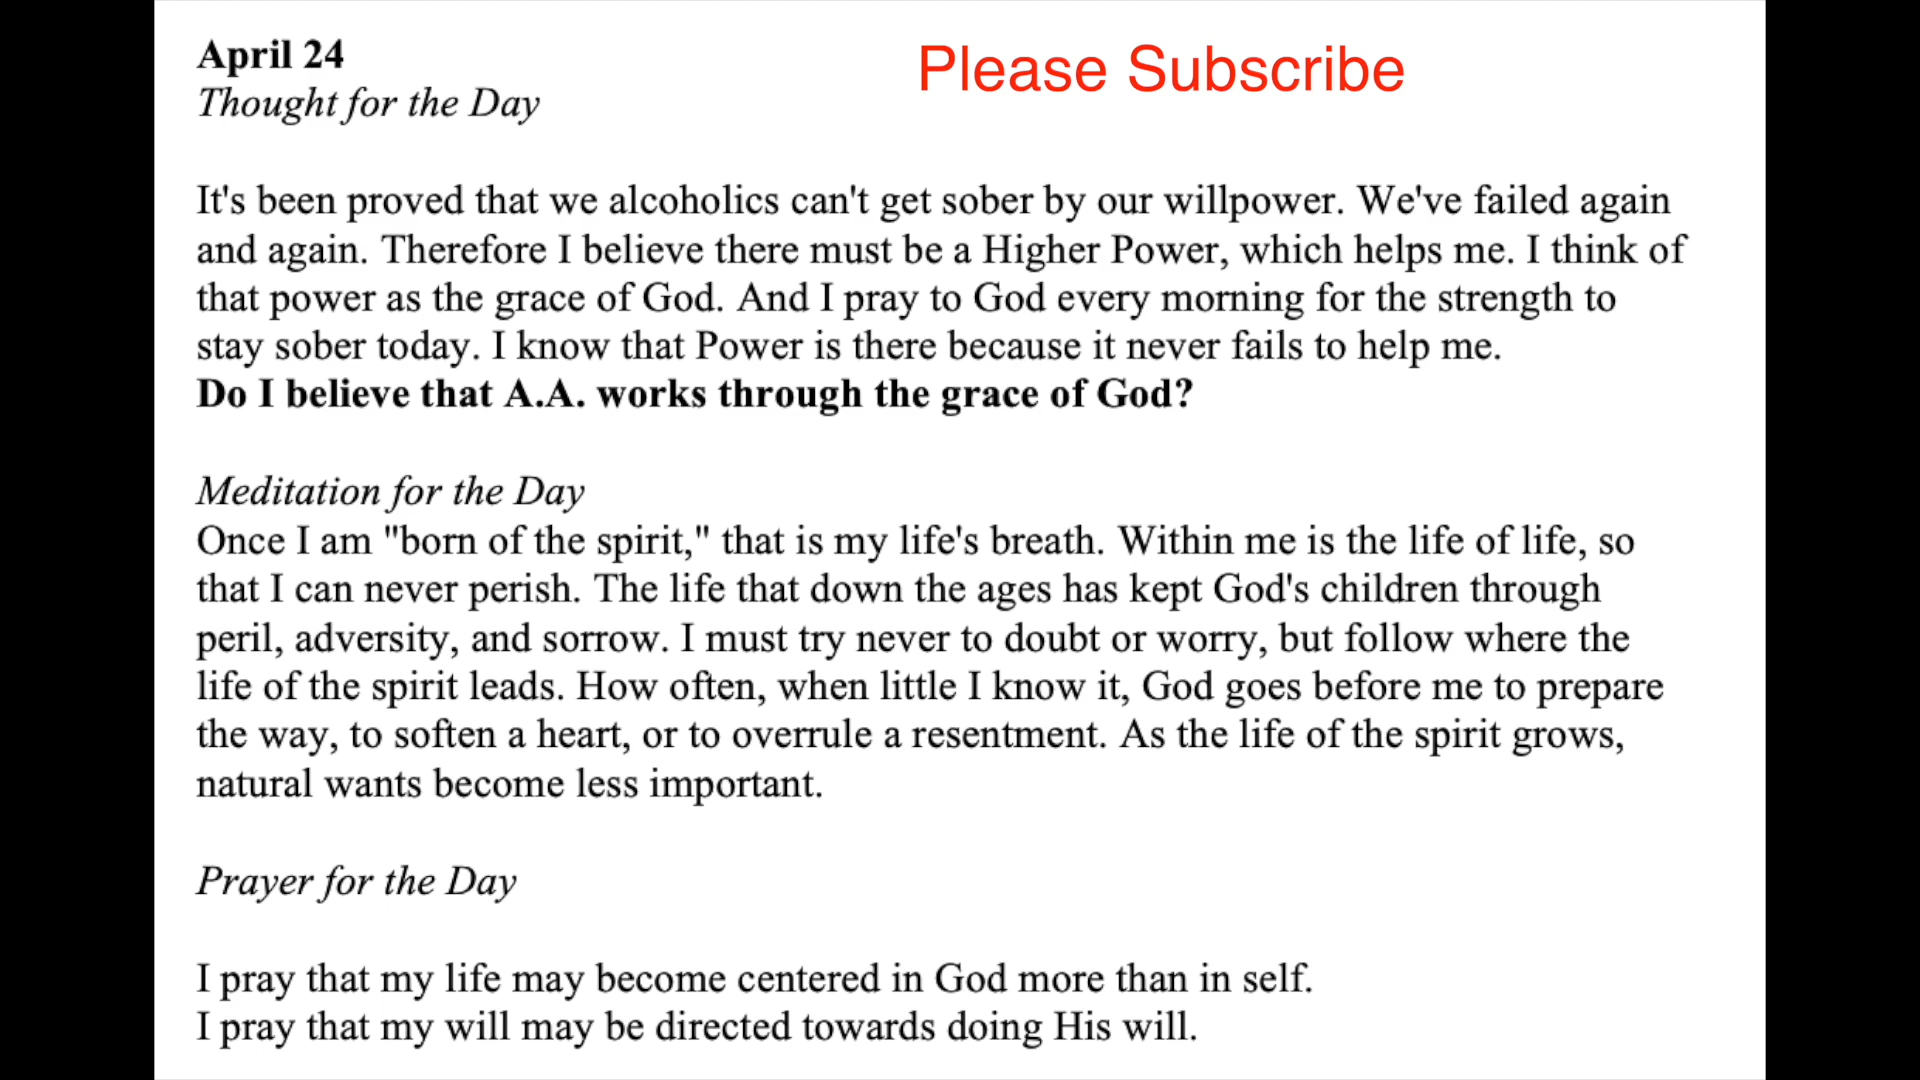 April 24
Please Subscribe
Thought for the Day
It's been proved that we alcoholics can't get sober by our willpower. We've failed again
and again. Therefore I believe there must be a Higher Power, which helps me. I think of
that power as the grace of God. And I pray to God every morning for the strength to
stay sober today. I know that Power is there because it never fails to help me.
Do I believe that A.A. works through the grace of God?
Meditation for the Day
Once I am "born of the spirit," that is my life's breath. Within me is the life of life, so
that I can never perish. The life that down the ages has kept God's children through
peril, adversity, and sorrow. I must try never to doubt or worry, but follow where the
life of the spirit leads. How often, when little I know it, God goes before me to prepare
the way, to soften a heart, or to overrule a resentment. As the life of the spirit grows,
natural wants become less important.
Prayer for the Day
I pray that my life may become centered in God more than in self.
I pray that my will may be directed towards doing His will.